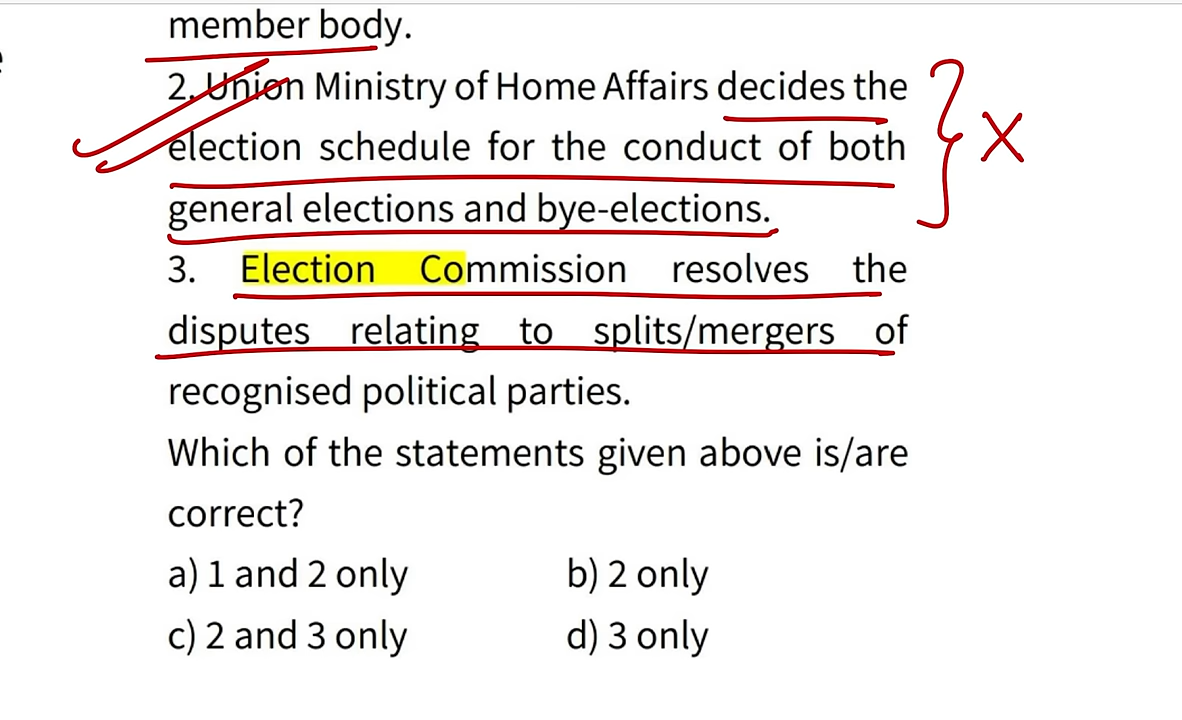 member body.
2. Union Ministry of Home Affairs decides the
election schedule for the conduct of both
general elections and bye-elections.
X
3. Election Commission resolves the
disputes relating to splits/mergers of
recognised political parties.
Which of the statements given above is/are
correct?
a) 1 and 2 only b) 2 only
c) 2 and 3 only d) 3 only